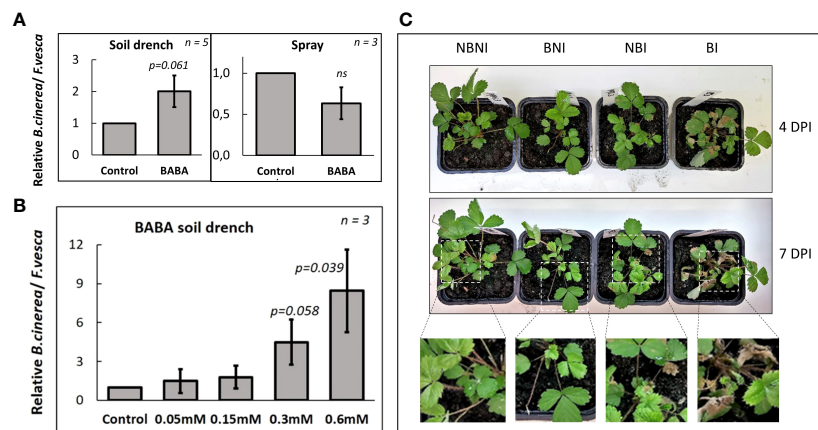 A
Soil drench
n = 5
Relative B.cinerea/ F.vesca
3
2
1
0
p=0.061
Control
BABA
Spray
n = 3
1,0
0,5
0,0
ns
Control
BABA
B
BABA soil drench
n = 3
Relative B.cinerea/ F.vesca
12
9
6
3
0
p=0.058
p=0.039
Control 0.05mM 0.15mM 0.3mM 0.6mM
C
NBNI BNI NBI BI
4 DPI
7 DPI